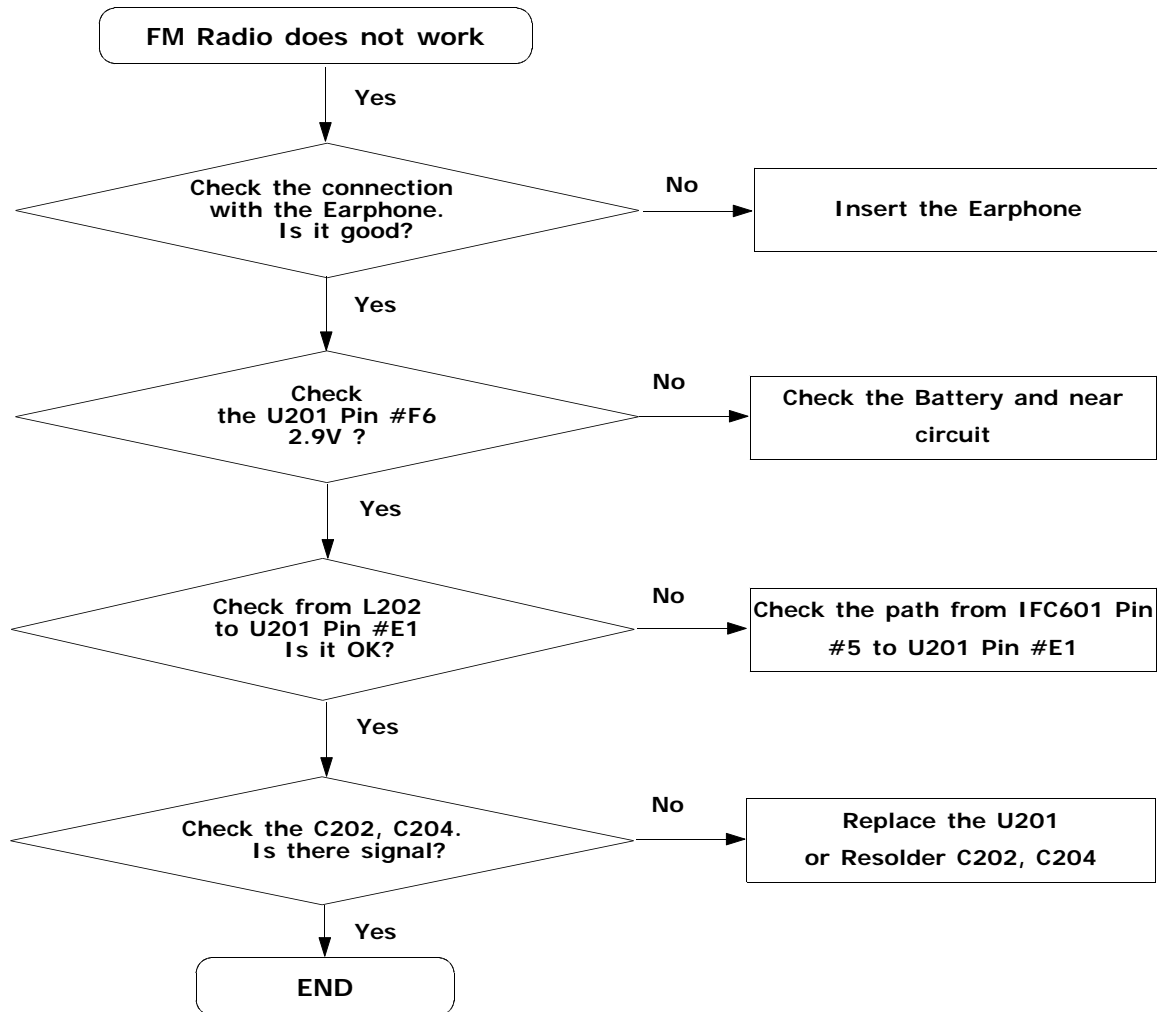 FM Radio does not work
Yes
Check the connection
with the Earphone.
Is it good?
No
Insert the Earphone
Yes
Check
the U201 Pin #F6
2.9V ?
No
Check the Battery and near
circuit
Yes
Check from L202
to U201 Pin #E1
Is it OK?
No
Check the path from IFC601 Pin
#5 to U201 Pin #E1
Yes
Check the C202, C204.
Is there signal?
No
Replace the U201
or Resolder C202, C204
Yes
END